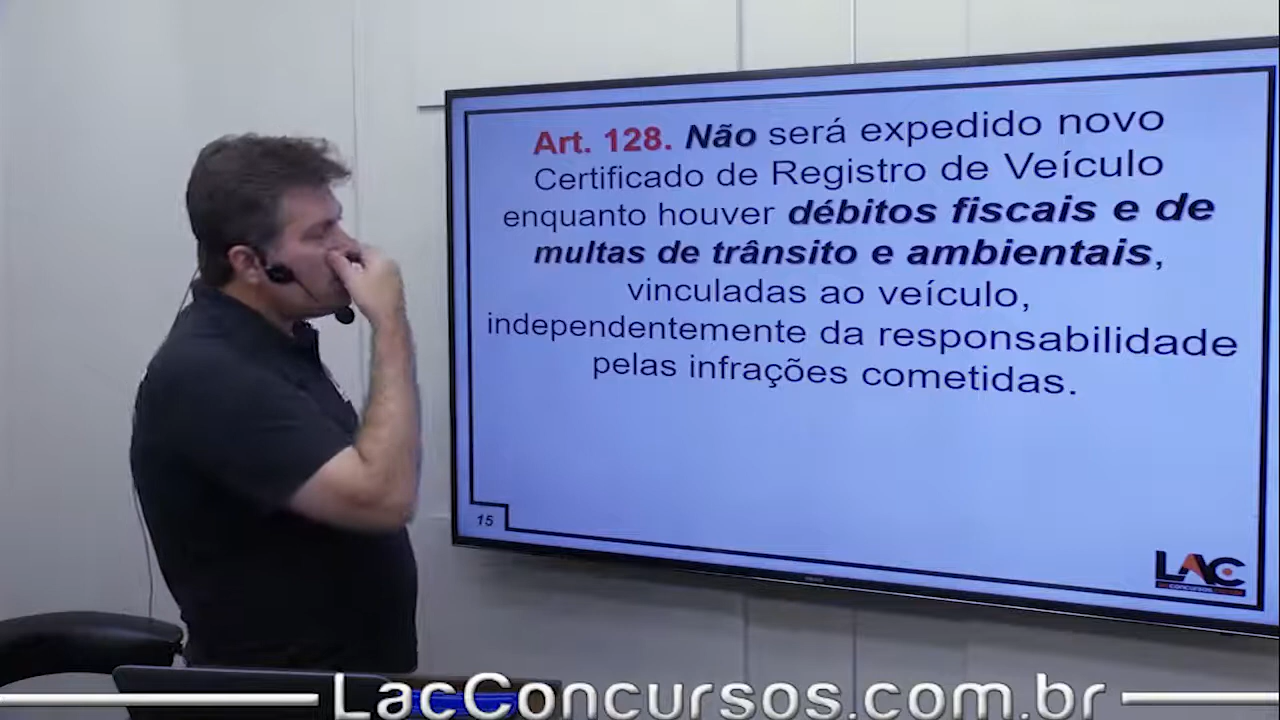 Art. 128. Não será expedido novo
Certificado de Registro de Veículo
enquanto houver débitos fiscais e de
multas de trânsito e ambientais,
vinculadas ao veículo,
independentemente da responsabilidade
pelas infrações cometidas.
15
LAC
LacConcursos.com.br